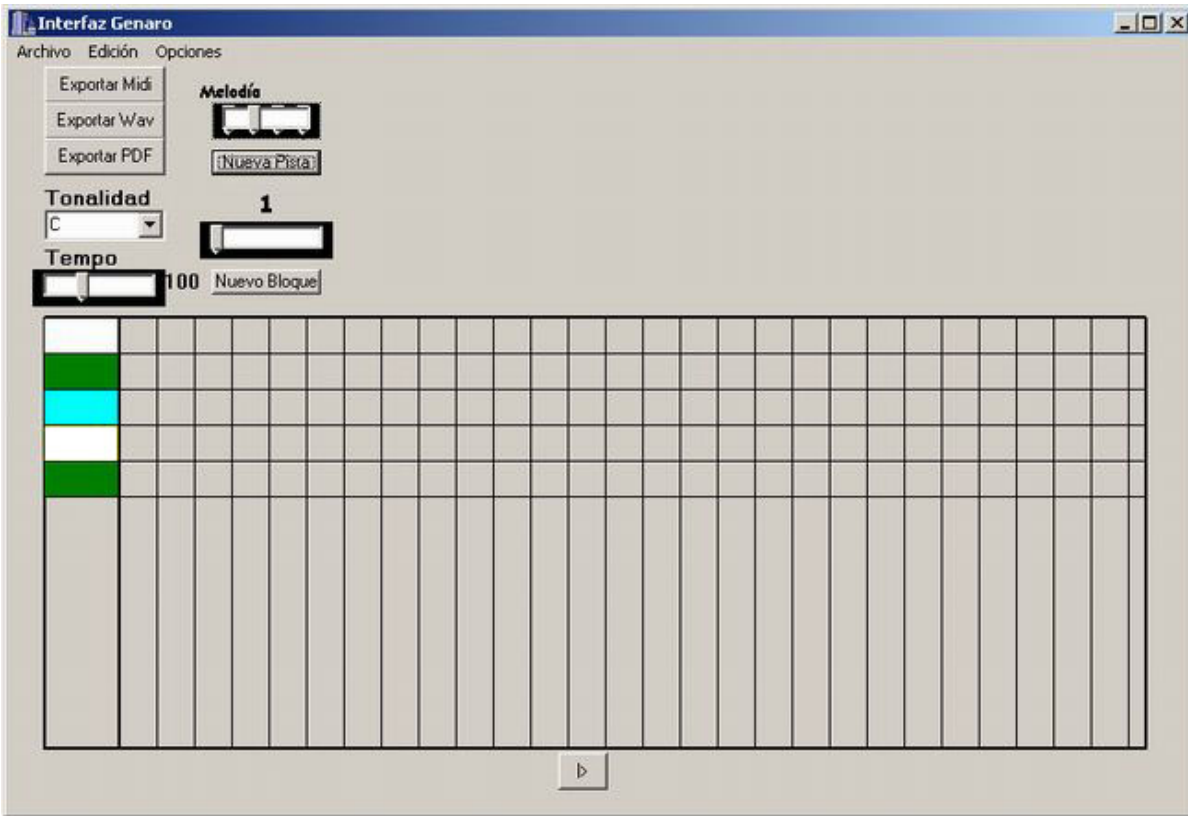 Interfaz Genaro
Archivo Edición Opciones
Exportar Midi
Exportar Wav
Exportar PDF
Melodía
Nueva Pista
Tonalidad
C
1
Tempo
100
Nuevo Bloque